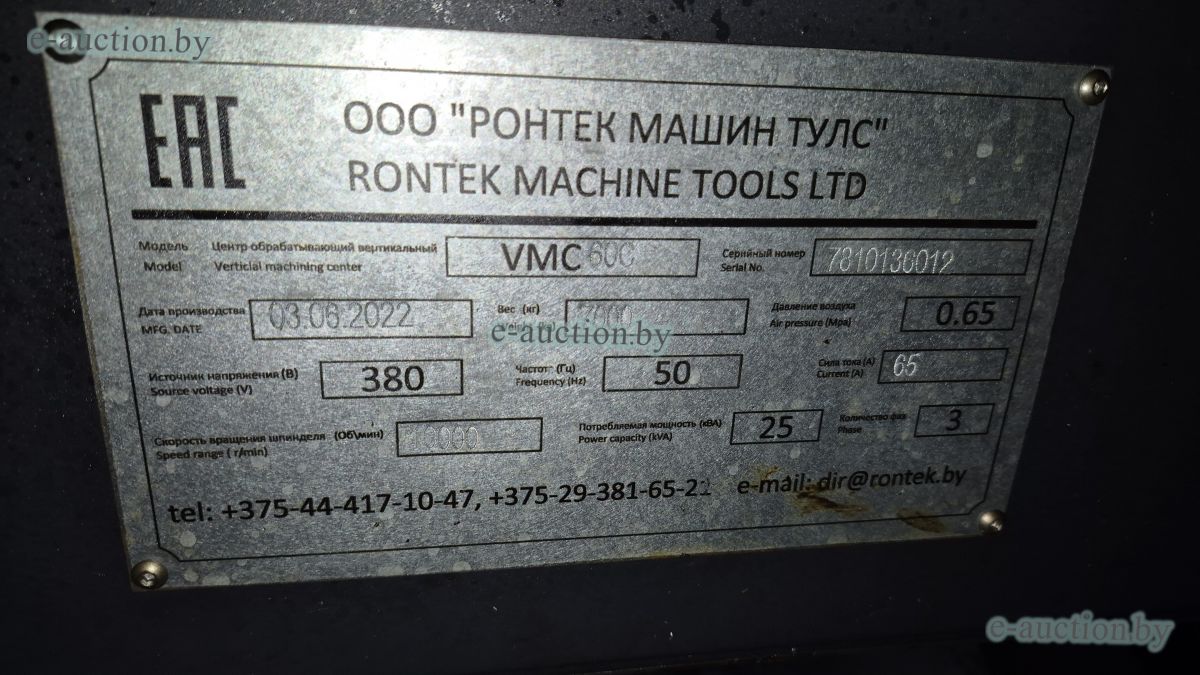 e-auction.by
EAC
ООО "РОНТЕК МАШИН ТУЛС"
RONTEK MACHINE TOOLS LTD
Модель Центр обрабатывающий вертикальный VMC 60C Серийный номер 7810136012
Model Verticial machining center Serial No.
Дата производства 03.06.2022 Вес (кг) Давление воздуха 0.65
MFG. DATE Air pressure (Mpa)
e-auction.by
Источник напряжения (В) 380 Частот (Гц) 50 Сила тока (А) 65
Source voltage (V) Frequency (Hz) Current (A)
Скорость вращения шпинделя (Об\мин) Потребляемая мощность (кВА) 25 Количество фаз 3
Speed range ( r/min) Power capacity (kVA) Phase
tel: +375-44-417-10-47, +375-29-381-65-21 e-mail: dir@rontek.by
e-auction.by